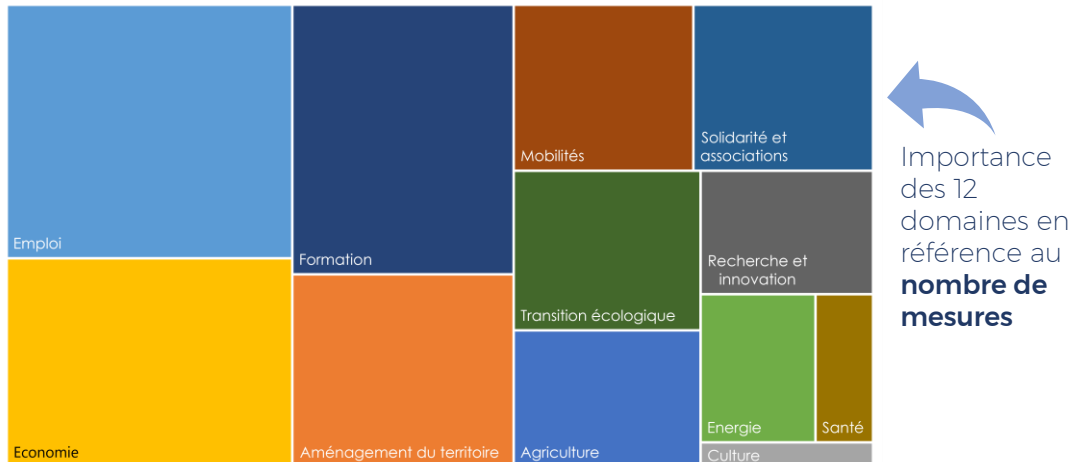 Emploi
Economie
Formation
Aménagement du territoire
Mobilités
Solidarité et
associations
Transition écologique
Recherche et
innovation
Agriculture
Energie
Santé
Culture
Importance
des 12
domaines en
référence au
nombre de
mesures